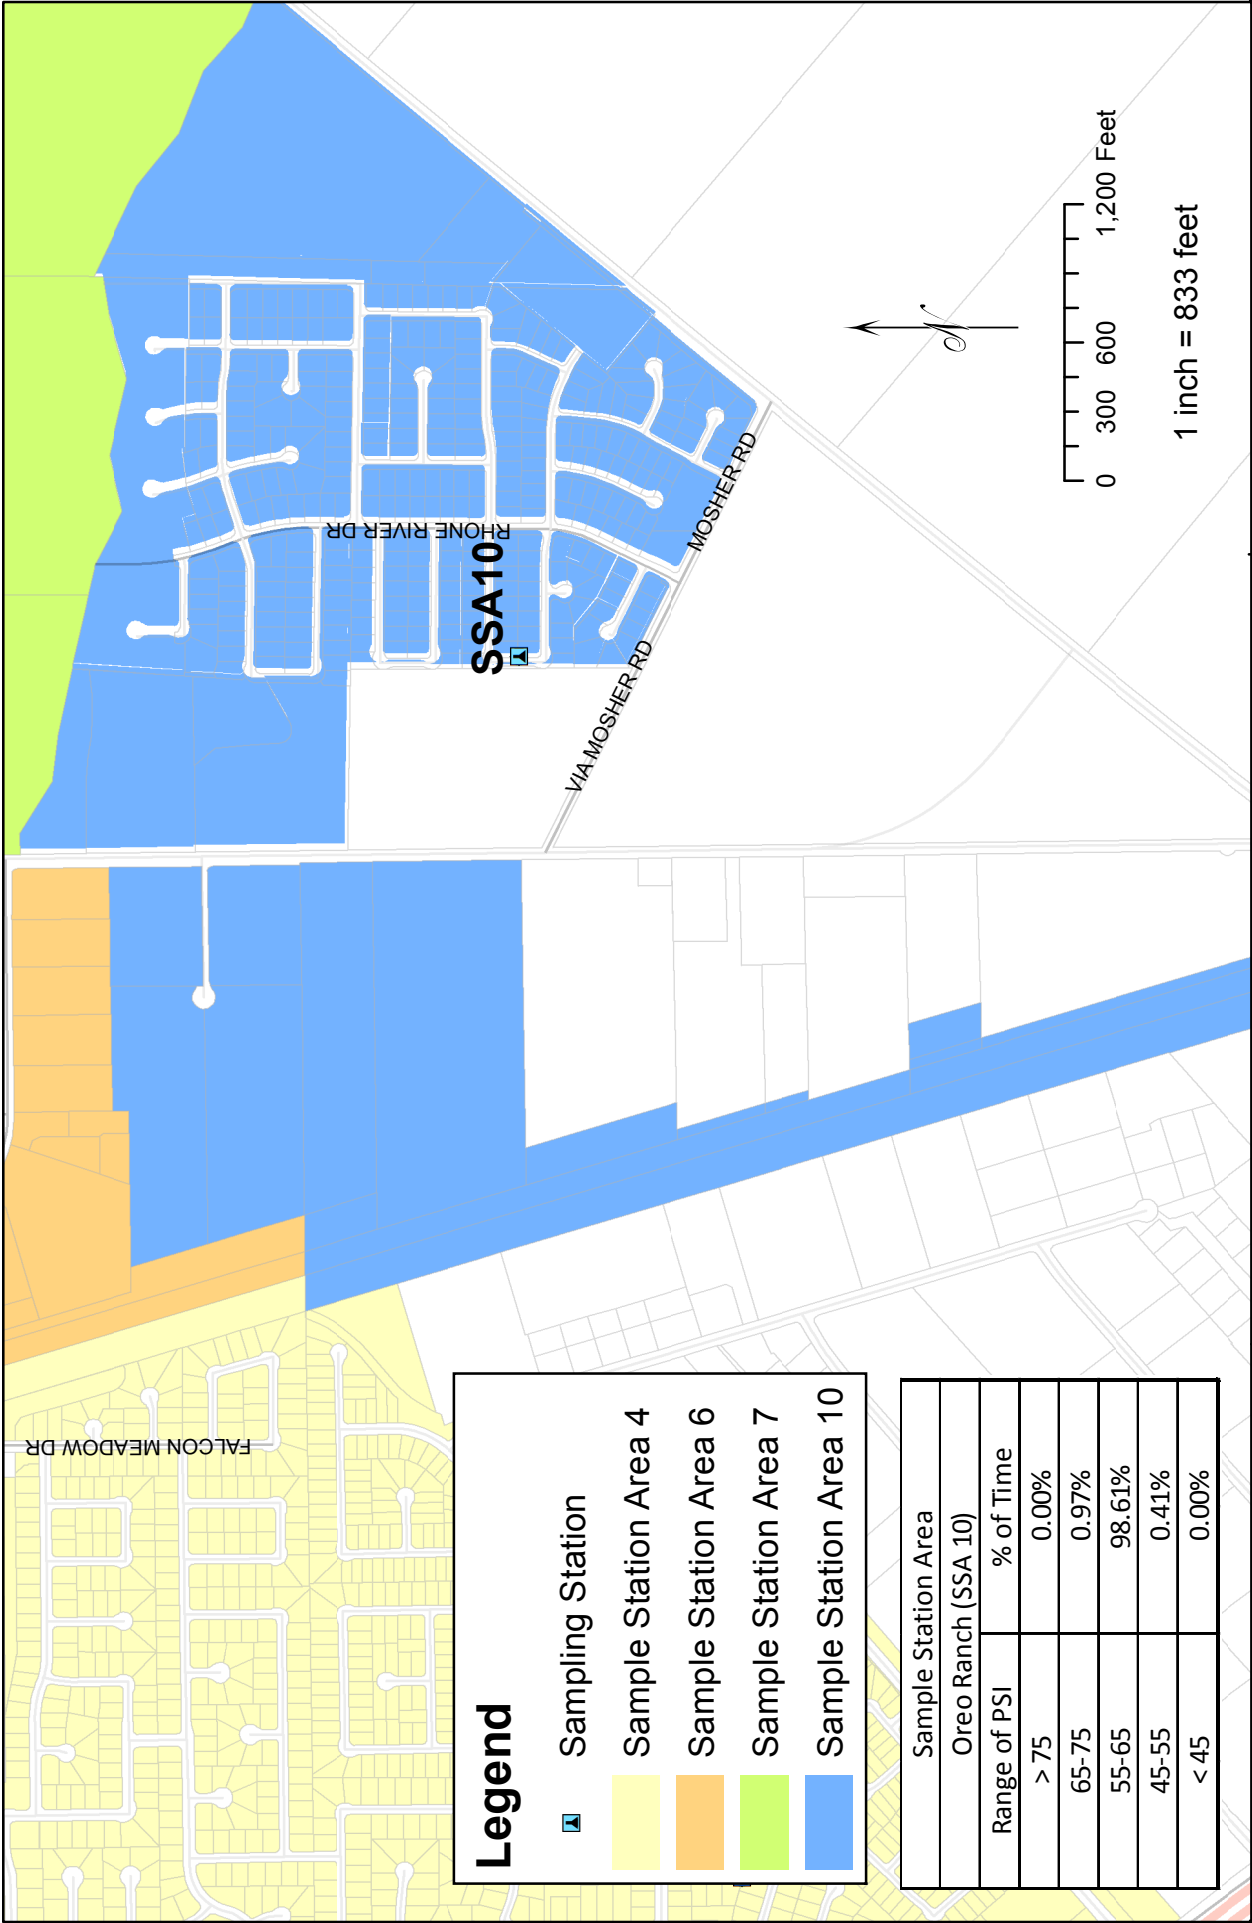 FALCON MEADOW DR
RHONE RIVER DR
SSA10
VIA MOSHER RD
MOSHER RD
Legend
Sampling Station
Sample Station Area 4
Sample Station Area 6
Sample Station Area 7
Sample Station Area 10
Sample Station Area
Oreo Ranch (SSA 10)
Range of PSI % of Time
> 75 0.00%
65-75 0.97%
55-65 98.61%
45-55 0.41%
< 45 0.00%
N
0 300 600 1,200 Feet
1 inch = 833 feet